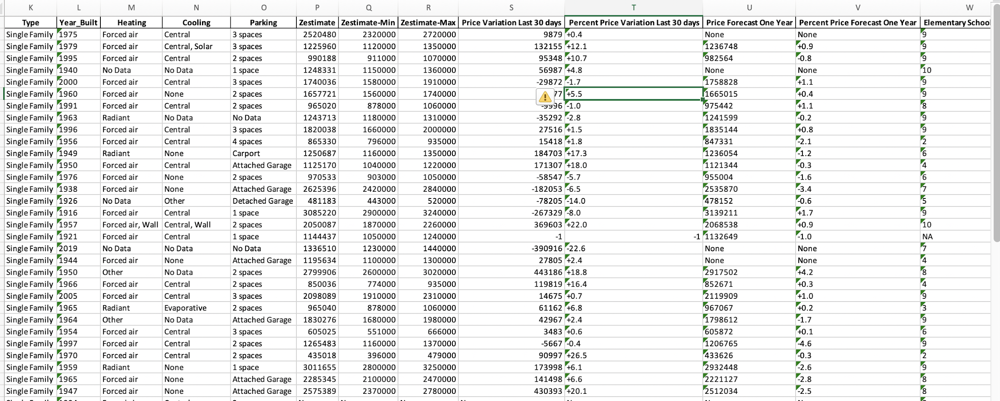 K L M N O P Q R S T U V W
Type Year_Built Heating Cooling Parking Zestimate Zestimate-Min Zestimate-Max Price Variation Last 30 days Percent Price Variation Last 30 days Price Forecast One Year Percent Price Forecast One Year Elementary School
Single Family 1975 Forced air Central 3 spaces 2520480 2320000 2720000 9879 +0.4 None None 9
Single Family 1979 Forced air Central, Solar 3 spaces 1225960 1120000 1350000 132155 +12.1 1236748 +0.9 9
Single Family 1995 Forced air Central 2 spaces 990188 911000 1070000 95348 +10.7 982564 -0.8 9
Single Family 1940 No Data No Data 1 space 1248331 1150000 1360000 56987 +4.8 None None 10
Single Family 2000 Forced air Central 3 spaces 1740036 1580000 1910000 -29872 -1.7 1758828 +1.1 9
Single Family 1960 Forced air None 2 spaces 1657721 1560000 1740000 77 +5.5 1665015 +0.4 9
Single Family 1991 Forced air Central 2 spaces 965020 878000 1060000 -9996 -1.0 975442 +1.1 8
Single Family 1963 Radiant No Data No Data 1243713 1180000 1310000 -35292 -2.8 1241599 -0.2 9
Single Family 1996 Forced air Central 3 spaces 1820038 1660000 2000000 27516 +1.5 1835144 +0.8 9
Single Family 1956 Forced air Central 4 spaces 865330 796000 935000 15418 +1.8 847331 -2.1 2
Single Family 1949 Radiant None Carport 1250687 1160000 1350000 184703 +17.3 1236054 -1.2 6
Single Family 1950 Forced air Central Attached Garage 1125170 1040000 1220000 171307 +18.0 1121344 -0.3 4
Single Family 1976 Forced air None 2 spaces 970533 903000 1050000 -58547 -5.7 955004 -1.6 6
Single Family 1938 Forced air None Attached Garage 2625396 2420000 2840000 -182053 -6.5 2535870 -3.4 7
Single Family 1926 No Data Other Detached Garage 481183 443000 520000 -78205 -14.0 478152 -0.6 5
Single Family 1916 Forced air Central 1 space 3085220 2900000 3240000 -267329 -8.0 3139211 +1.7 9
Single Family 1957 Forced air, Wall Central, Wall 2 spaces 2050087 1870000 2260000 369603 +22.0 2068538 +0.9 10
Single Family 1921 Forced air Central 1 space 1144437 1050000 1240000 -1 -1 1132649 -1.0 NA
Single Family 2019 No Data No Data No Data 1336510 1230000 1440000 -390916 -22.6 None None 7
Single Family 1944 Forced air None Attached Garage 1195634 1100000 1300000 27805 +2.4 None None 4
Single Family 1950 Other No Data 2 spaces 2799906 2600000 3020000 443186 +18.8 2917502 +4.2 8
Single Family 1966 Forced air Central 2 spaces 850036 774000 935000 119819 +16.4 852671 +0.3 4
Single Family 2005 Forced air Central 3 spaces 2098089 1910000 2310000 14675 +0.7 2119909 +1.0 9
Single Family 1965 Radiant Evaporative 2 spaces 965040 878000 1060000 61162 +6.8 967067 +0.2 3
Single Family 1964 Other No Data Attached Garage 1830276 1680000 1980000 42967 +2.4 1798612 -1.7 9
Single Family 1954 Forced air Central 3 spaces 605025 551000 666000 3483 +0.6 605872 +0.1 6
Single Family 1997 Forced air Central 2 spaces 1265483 1160000 1370000 -5667 -0.4 1206765 -4.6 9
Single Family 1970 Forced air Central 2 spaces 435018 396000 479000 90997 +26.5 433626 -0.3 2
Single Family 1959 Radiant None 1 space 3011655 2800000 3250000 173998 +6.1 2932448 -2.6 9
Single Family 1965 Forced air None Attached Garage 2285345 2100000 2470000 141498 +6.6 2221127 -2.8 8
Single Family 1947 Forced air None Attached Garage 2575389 2370000 2780000 430393 +20.1 2512034 -2.5 8